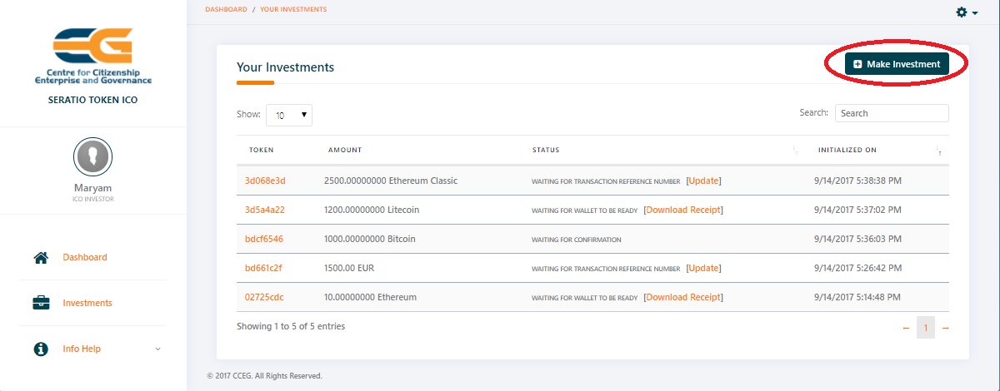 DASHBOARD / YOUR INVESTMENTS
CEG
Centre for Citizenship
Enterprise and Governance
SERATIO TOKEN ICO
Maryam
ICO INVESTOR
Dashboard
Investments
Info Help
Your Investments
Make Investment
Show: 10
Search: Search
TOKEN AMOUNT STATUS INITIALIZED ON
3d068e3d 2500.00000000 Ethereum Classic WAITING FOR TRANSACTION REFERENCE NUMBER [Update] 9/14/2017 5:38:38 PM
3d5a4a22 1200.00000000 Litecoin WAITING FOR WALLET TO BE READY [Download Receipt] 9/14/2017 5:37:02 PM
bdcf6546 1000.00000000 Bitcoin WAITING FOR CONFIRMATION 9/14/2017 5:36:03 PM
bd661c2f 1500.00 EUR WAITING FOR TRANSACTION REFERENCE NUMBER [Update] 9/14/2017 5:26:42 PM
02725cdc 10.00000000 Ethereum WAITING FOR WALLET TO BE READY [Download Receipt] 9/14/2017 5:14:48 PM
Showing 1 to 5 of 5 entries
← 1 →
© 2017 CCEG. All Rights Reserved.